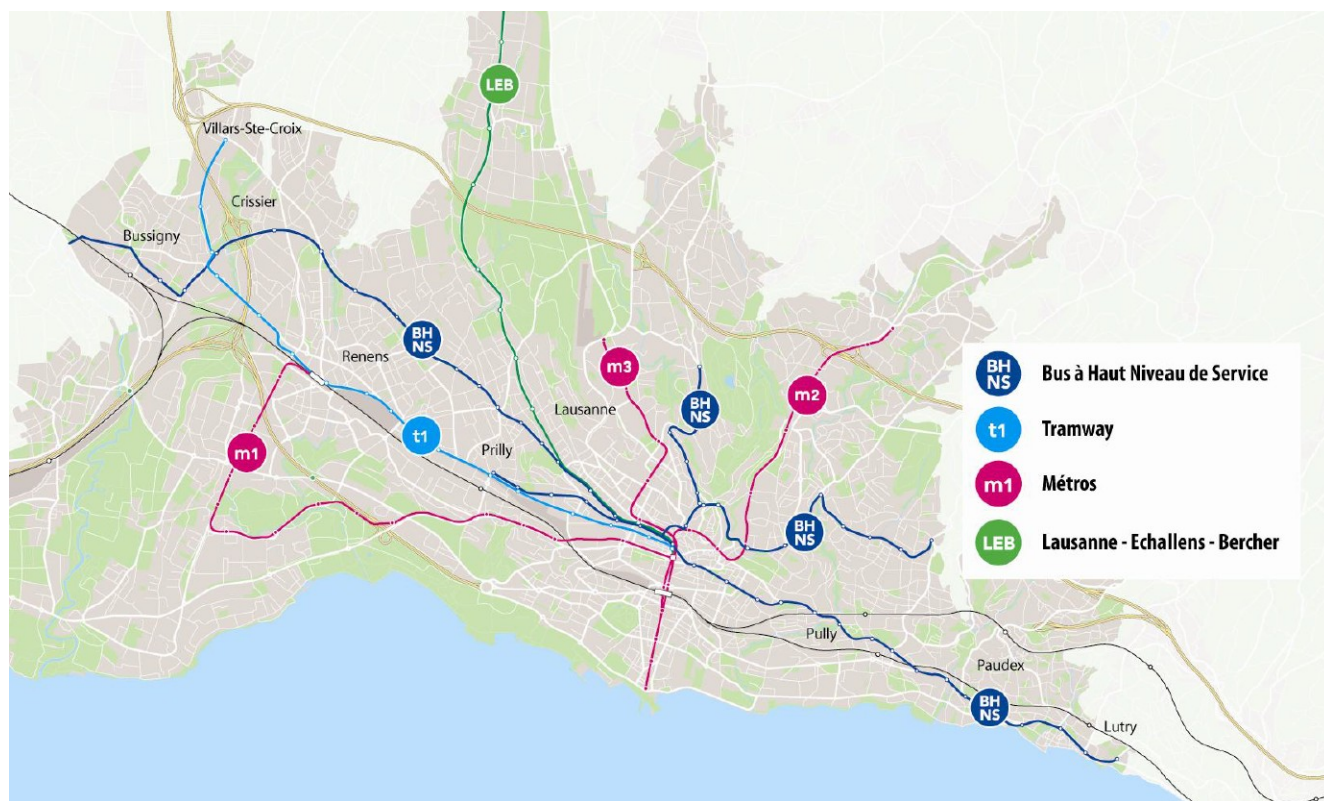 LEB
Villars-Ste-Croix
Crissier
Bussigny
BH
NS
Renens
m3
Lausanne
BH
NS
m2
t1
Prilly
m1
BH
NS
Pully
Paudex
BH
NS
Lutry
BH
NS
Bus à Haut Niveau de Service
t1
Tramway
m1
Métros
LEB
Lausanne - Echallens - Bercher